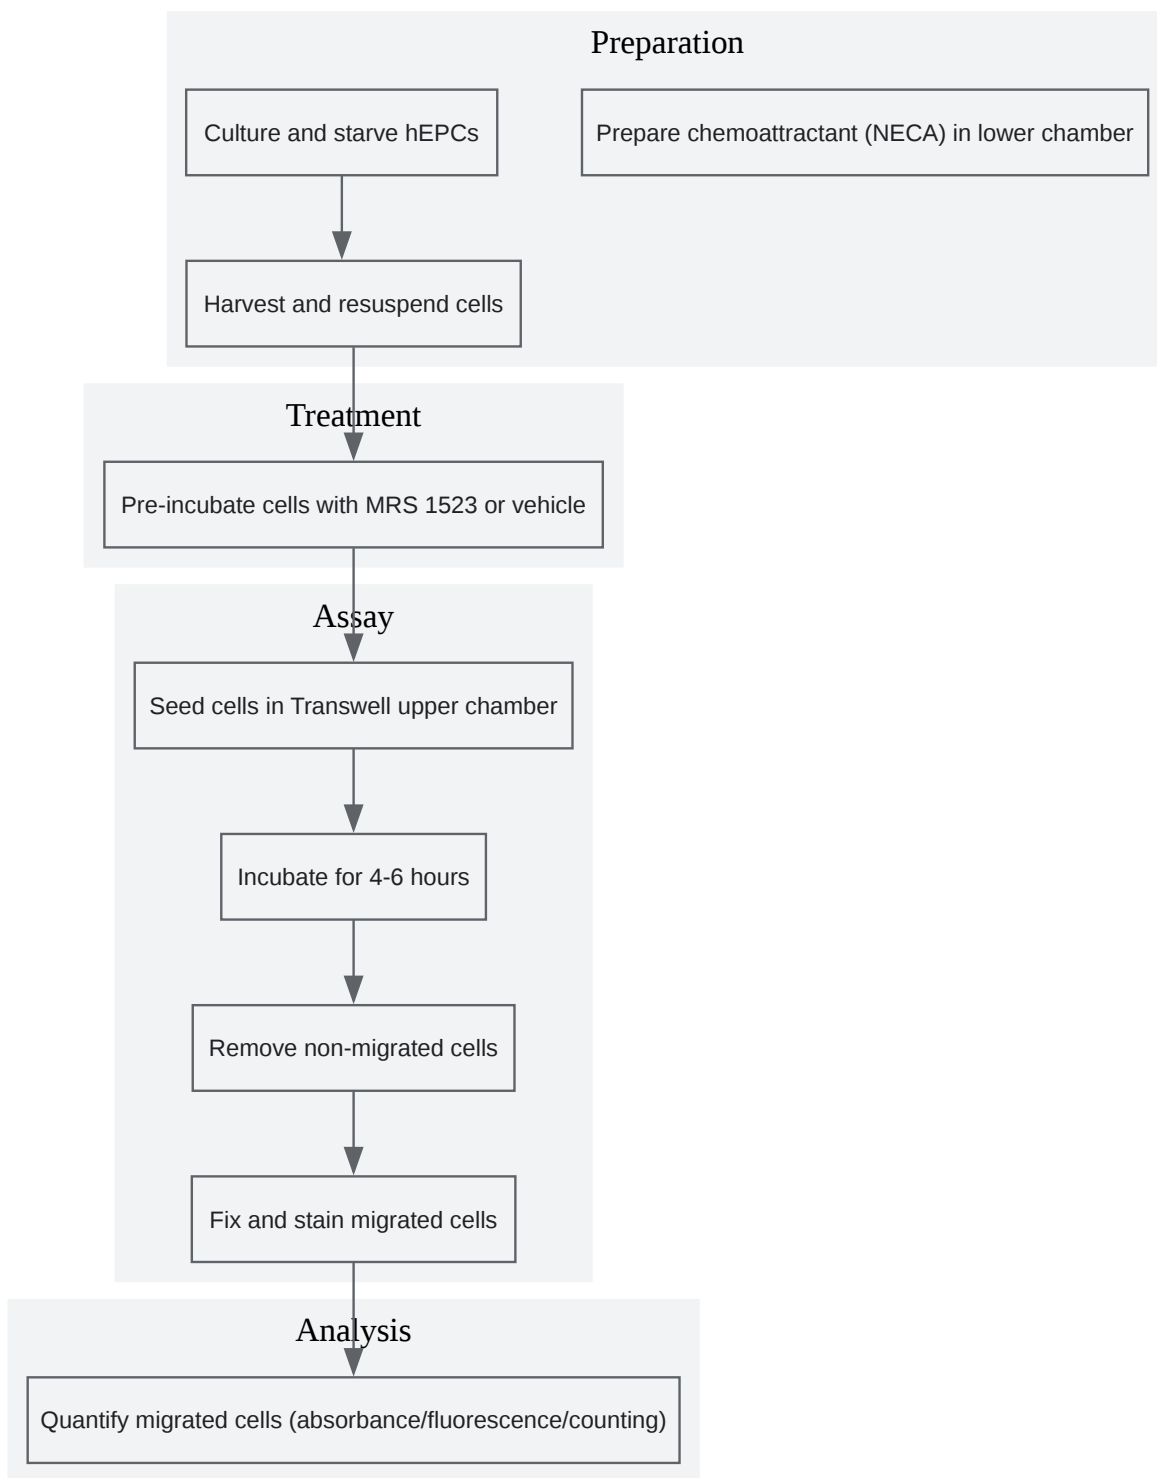 Preparation
Culture and starve hEPCs
Prepare chemoattractant (NECA) in lower chamber
Harvest and resuspend cells
Treatment
Pre-incubate cells with MRS 1523 or vehicle
Assay
Seed cells in Transwell upper chamber
Incubate for 4-6 hours
Remove non-migrated cells
Fix and stain migrated cells
Analysis
Quantify migrated cells (absorbance/fluorescence/counting)